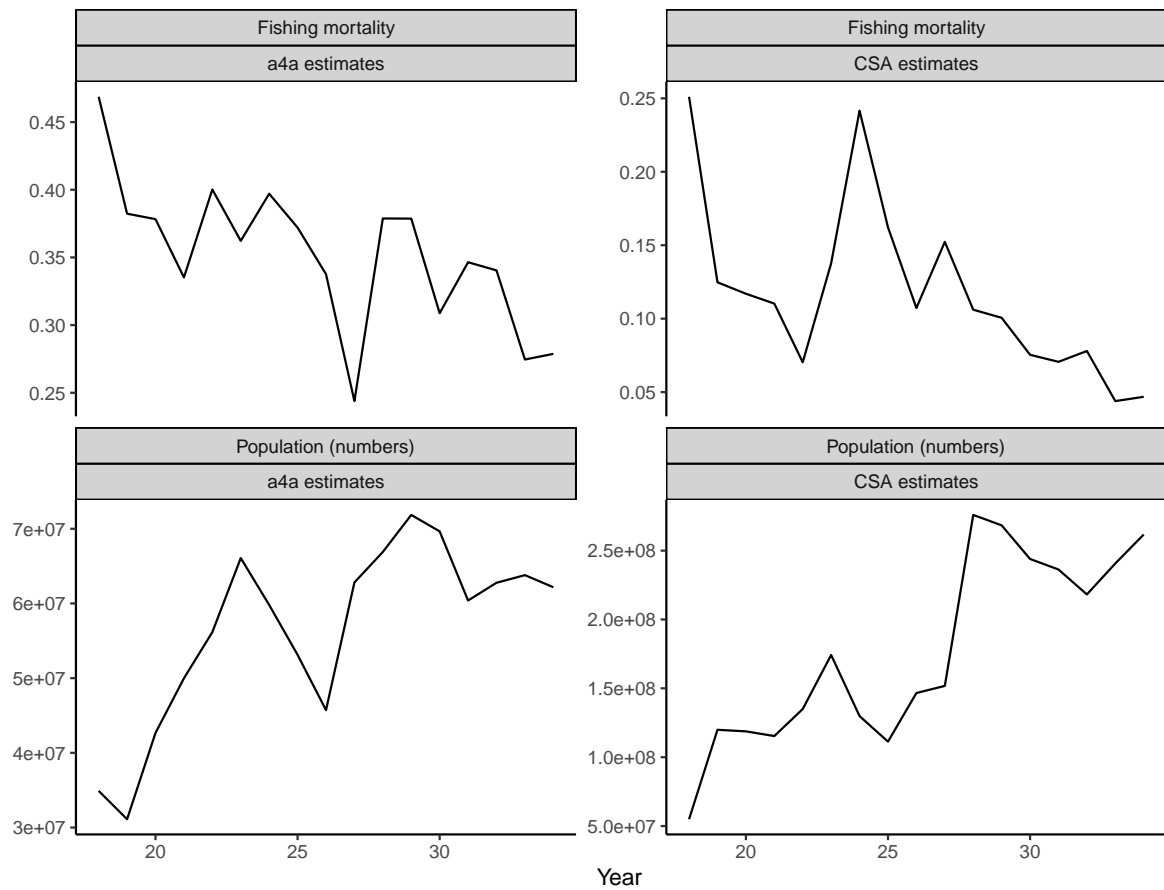 Fishing mortality
a4a estimates
0.45
0.40
0.35
0.30
0.25
Fishing mortality
CSA estimates
0.25
0.20
0.15
0.10
0.05
Population (numbers)
a4a estimates
7e+07
6e+07
5e+07
4e+07
3e+07
20 25 30
Population (numbers)
CSA estimates
2.5e+08
2.0e+08
1.5e+08
1.0e+08
5.0e+07
20 25 30
Year